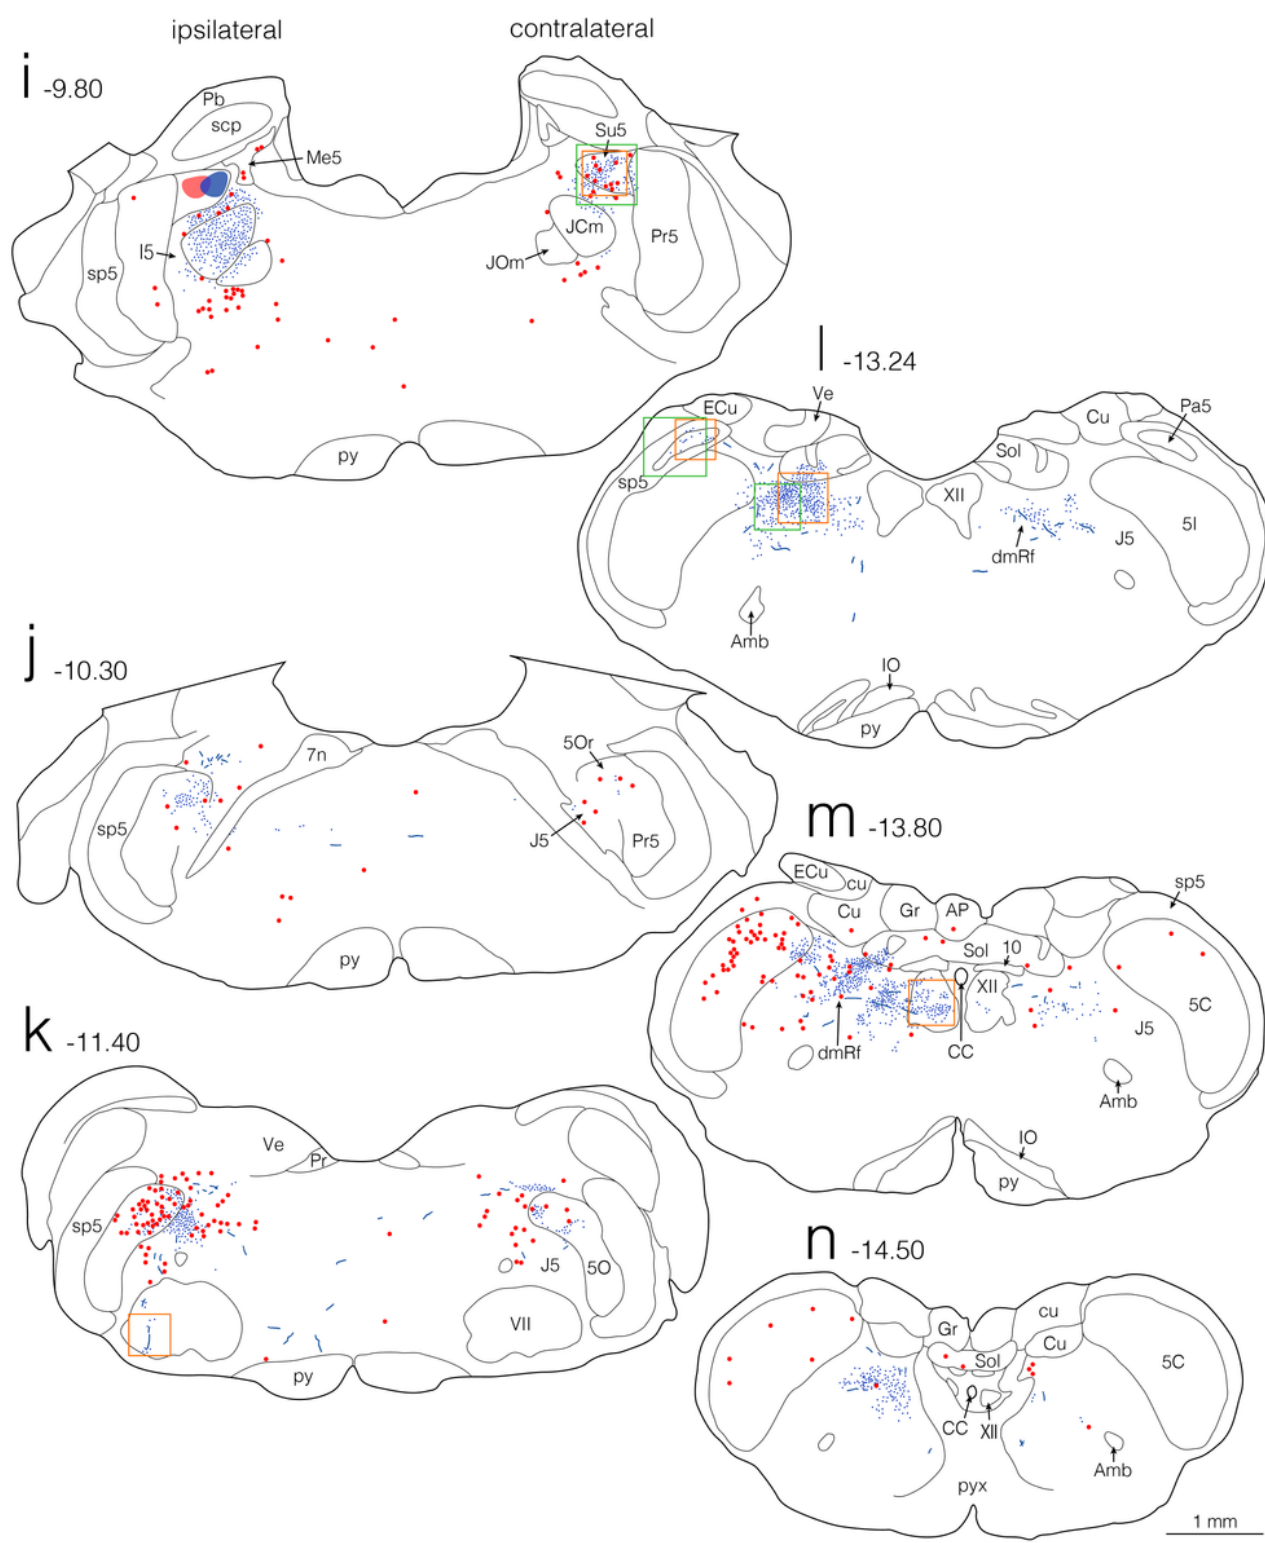 ipsilateral
contralateral
i -9.80
Pb
scp
Me5
Su5
I5
sp5
JCm
JOm
Pr5
py
l -13.24
ECu
Ve
Cu
Pa5
Sol
sp5
XII
5I
J5
dmRf
Amb
IO
py
j -10.30
7n
5Or
sp5
J5
Pr5
py
m -13.80
ECu
cu
sp5
Cu
Gr
AP
Sol
10
XII
5C
J5
dmRf
CC
Amb
IO
py
k -11.40
Ve
Pr
sp5
J5
5O
VII
py
n -14.50
Gr
cu
Cu
Sol
5C
CC
XII
Amb
pyx
1 mm